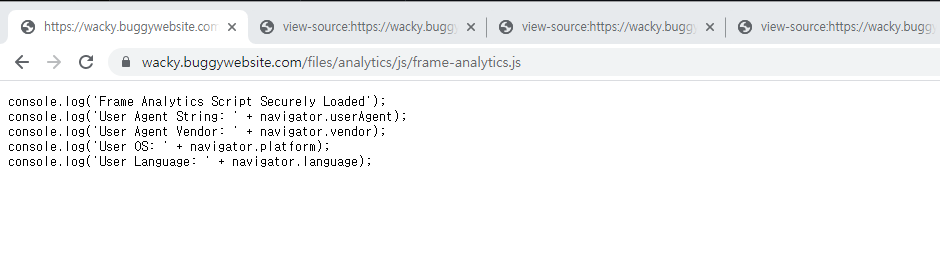 https://wacky.buggywebsite.com
view-source:https://wacky.bugg
view-source:https://wacky.bugg
view-source:https://wacky.bugg
wacky.buggywebsite.com/files/analytics/js/frame-analytics.js
console.log('Frame Analytics Script Securely Loaded');
console.log('User Agent String: ' + navigator.userAgent);
console.log('User Agent Vendor: ' + navigator.vendor);
console.log('User OS: ' + navigator.platform);
console.log('User Language: ' + navigator.language);